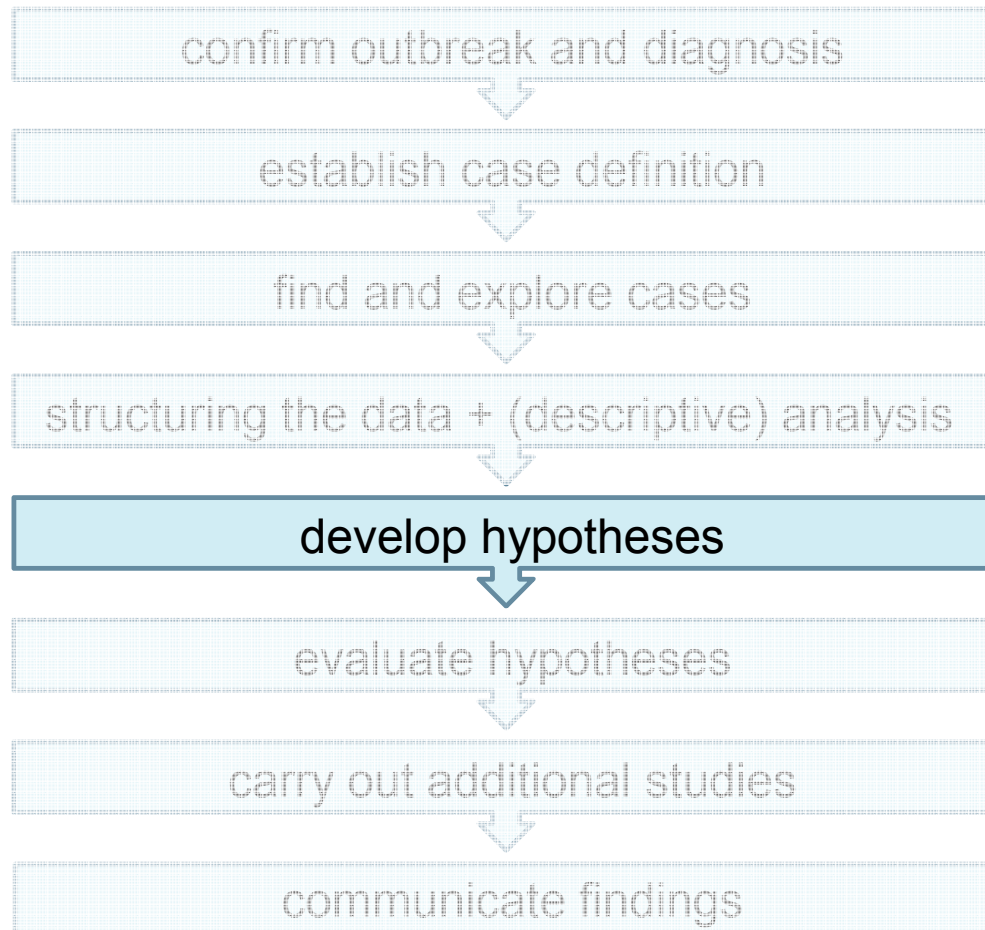 confirm outbreak and diagnosis
establish case definition
find and explore cases
structuring the data + (descriptive) analysis
develop hypotheses
evaluate hypotheses
carry out additional studies
communicate findings